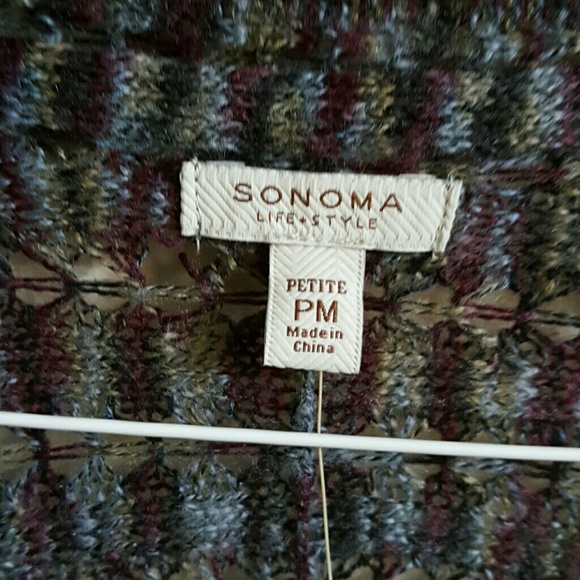 SONOMA
LIFE+STYLE
PETITE
PM
Made in
China